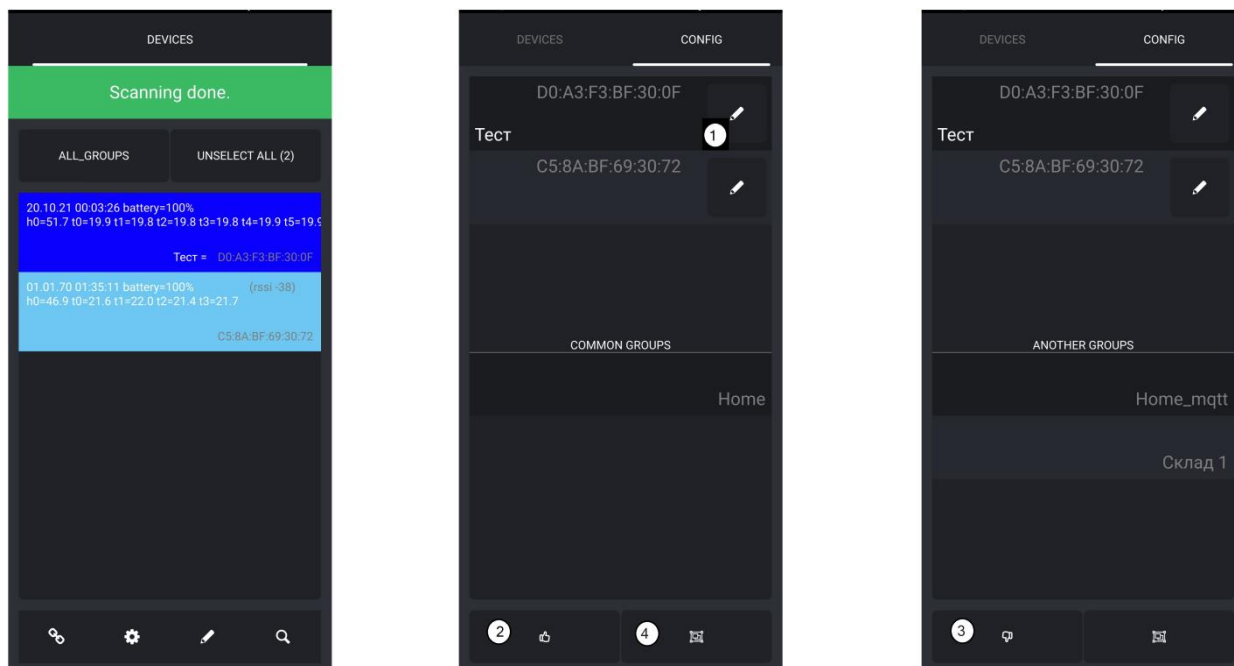 DEVICES
Scanning done.
ALL_GROUPS
UNSELECT ALL (2)
20.10.21 00:03:26 battery=100%
h0=51.7 t0=19.9 t1=19.8 t2=19.8 t3=19.8 t4=19.9 t5=19.9
Тест = D0:A3:F3:BF:30:0F
01.01.70 01:35:11 battery=100% (rssi -38)
h0=46.9 t0=21.6 t1=22.0 t2=21.4 t3=21.7
C5:8A:BF:69:30:72
DEVICES
CONFIG
D0:A3:F3:BF:30:0F
Тест
1
C5:8A:BF:69:30:72
COMMON GROUPS
Home
2
4
DEVICES
CONFIG
D0:A3:F3:BF:30:0F
Тест
C5:8A:BF:69:30:72
ANOTHER GROUPS
Home_mqtt
Склад 1
3